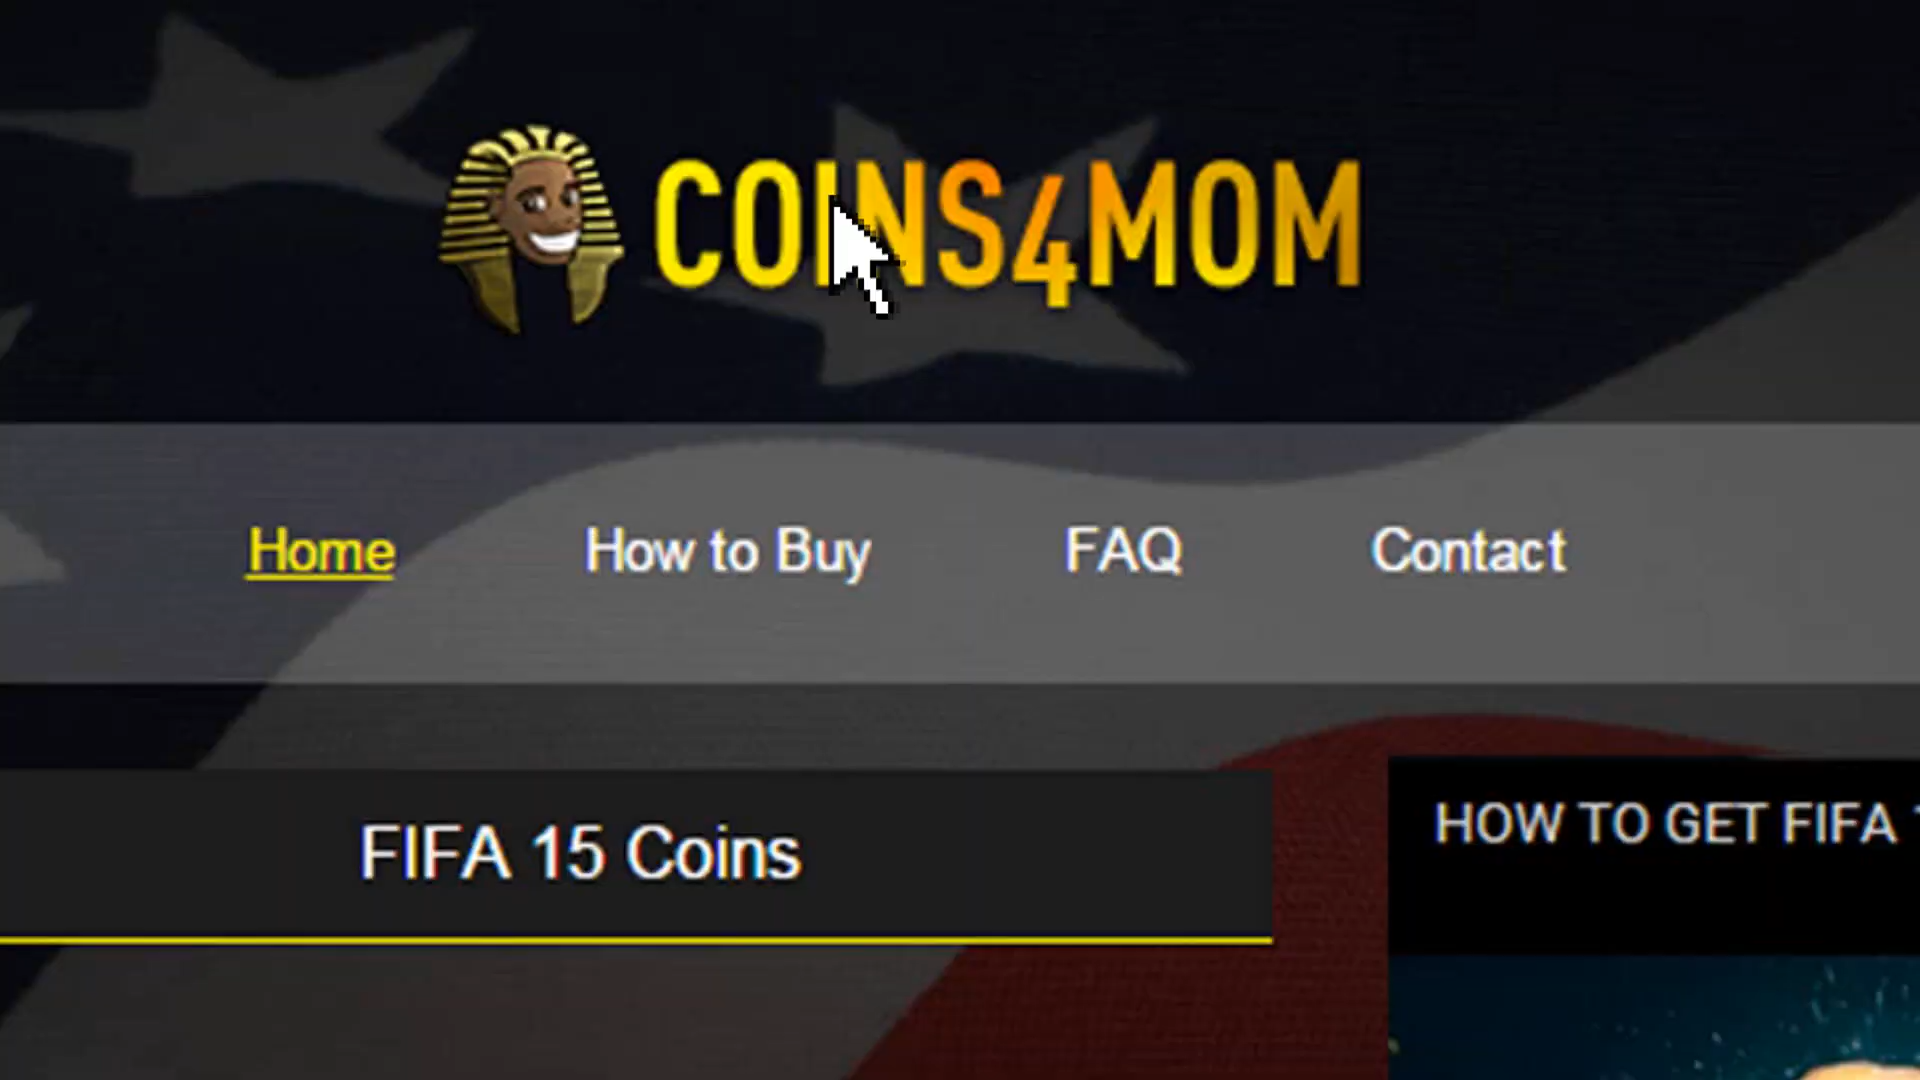 COINS4MOM
Home How to Buy FAQ Contact
FIFA 15 Coins
HOW TO GET FIFA